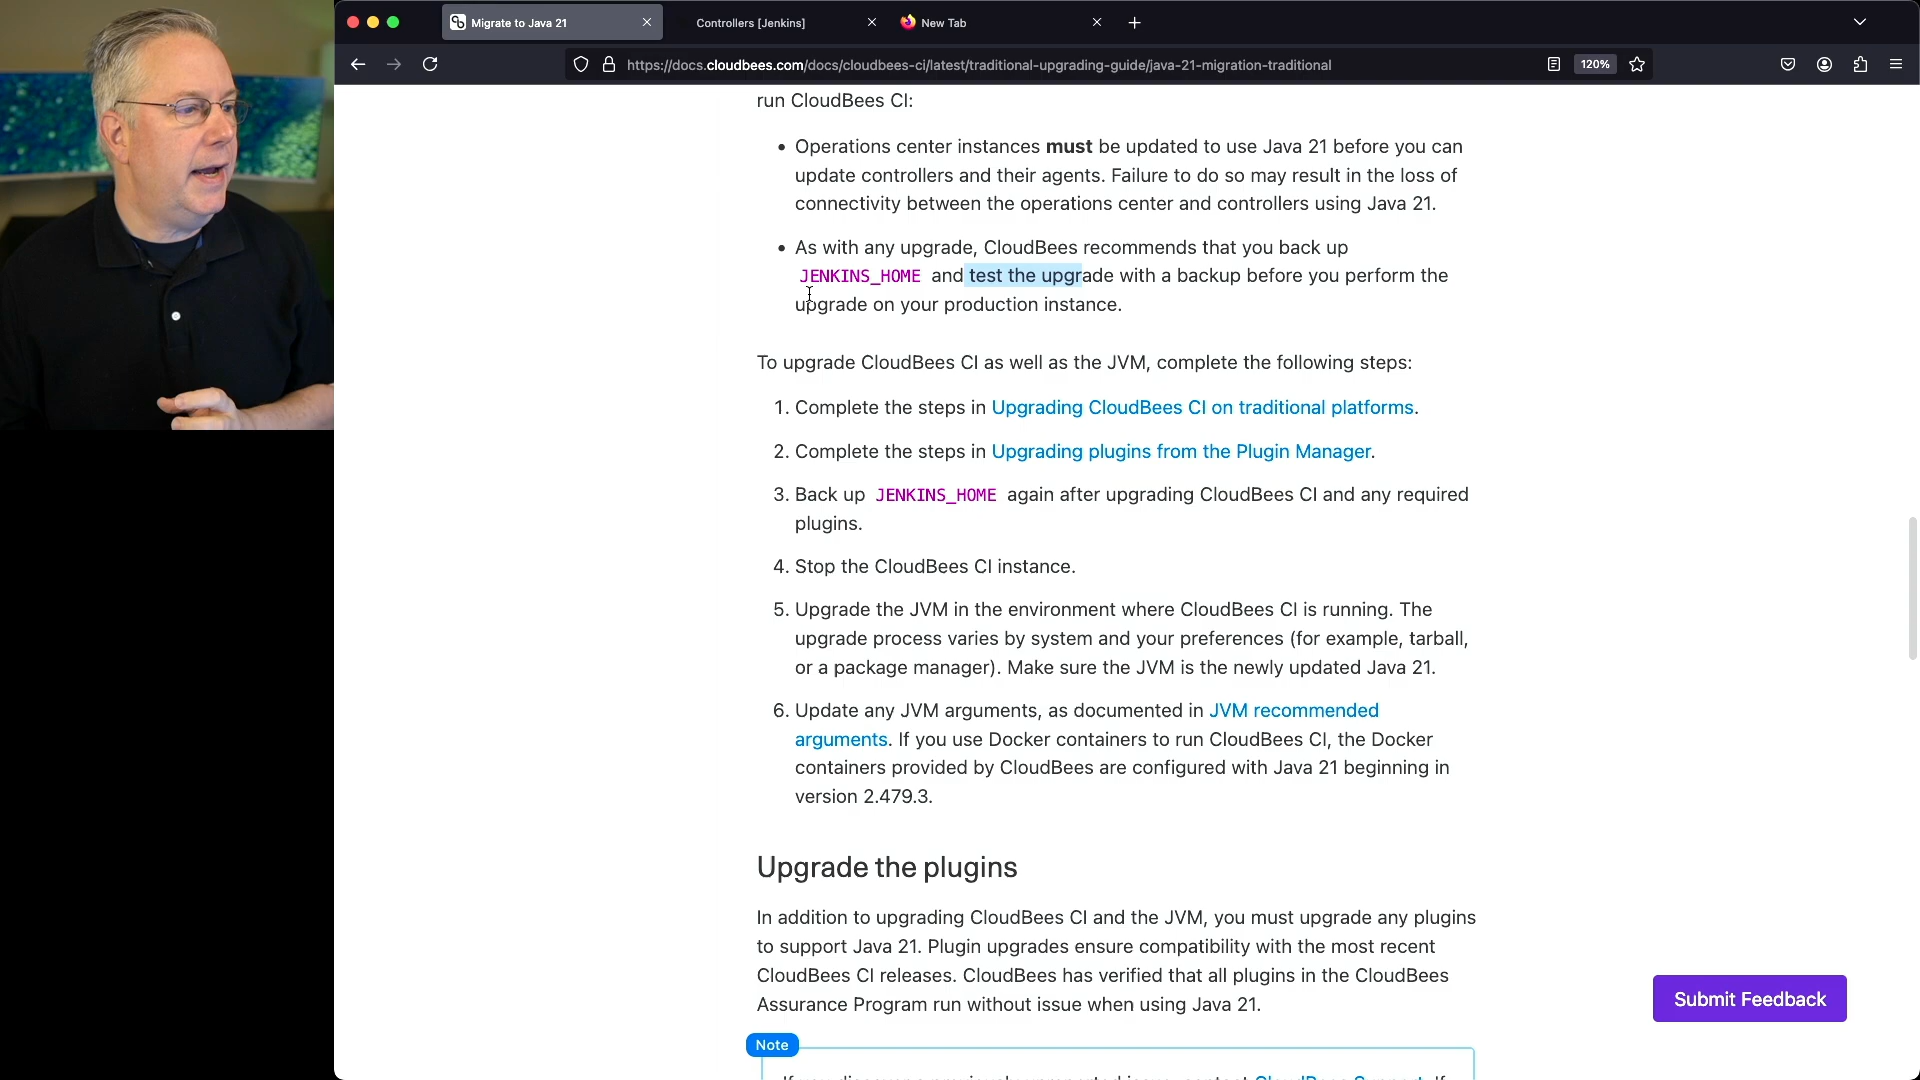 Migrate to Java 21
Controllers [Jenkins]
New Tab
https://docs.cloudbees.com/docs/cloudbees-ci/latest/traditional-upgrading-guide/java-21-migration-traditional
120%
run CloudBees CI:
• Operations center instances must be updated to use Java 21 before you can
update controllers and their agents. Failure to do so may result in the loss of
connectivity between the operations center and controllers using Java 21.
• As with any upgrade, CloudBees recommends that you back up
JENKINS_HOME and test the upgrade with a backup before you perform the
upgrade on your production instance.
To upgrade CloudBees CI as well as the JVM, complete the following steps:
1. Complete the steps in Upgrading CloudBees CI on traditional platforms.
2. Complete the steps in Upgrading plugins from the Plugin Manager.
3. Back up JENKINS_HOME again after upgrading CloudBees CI and any required
plugins.
4. Stop the CloudBees CI instance.
5. Upgrade the JVM in the environment where CloudBees CI is running. The
upgrade process varies by system and your preferences (for example, tarball,
or a package manager). Make sure the JVM is the newly updated Java 21.
6. Update any JVM arguments, as documented in JVM recommended
arguments. If you use Docker containers to run CloudBees CI, the Docker
containers provided by CloudBees are configured with Java 21 beginning in
version 2.479.3.
Upgrade the plugins
In addition to upgrading CloudBees CI and the JVM, you must upgrade any plugins
to support Java 21. Plugin upgrades ensure compatibility with the most recent
CloudBees CI releases. CloudBees has verified that all plugins in the CloudBees
Assurance Program run without issue when using Java 21.
Submit Feedback
Note